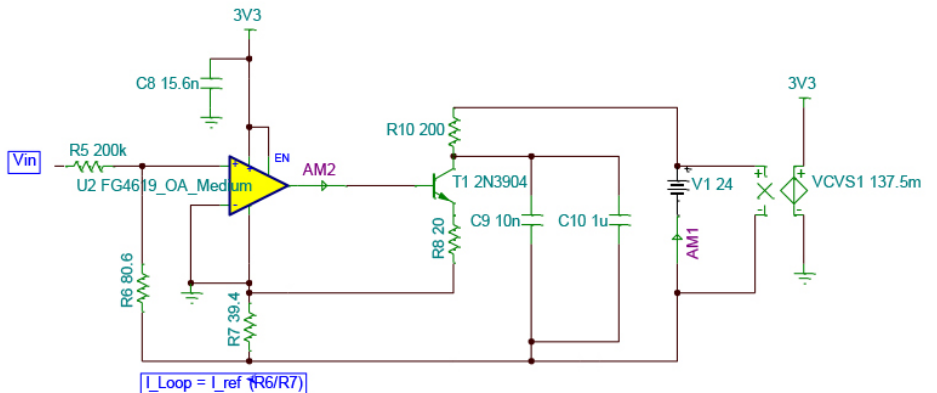 3V3
C8 15.6n
3V3
R10 200
Vin
R5 200k
EN
AM2
U2 FG4619_OA_Medium
T1 2N3904
V1 24
VCVS1 137.5m
+
-
+
-
+
+
-
C9 10n
C10 1u
R8 20
AM1
R6 80.6
R7 39.4
I_Loop = I_ref *(R6/R7)